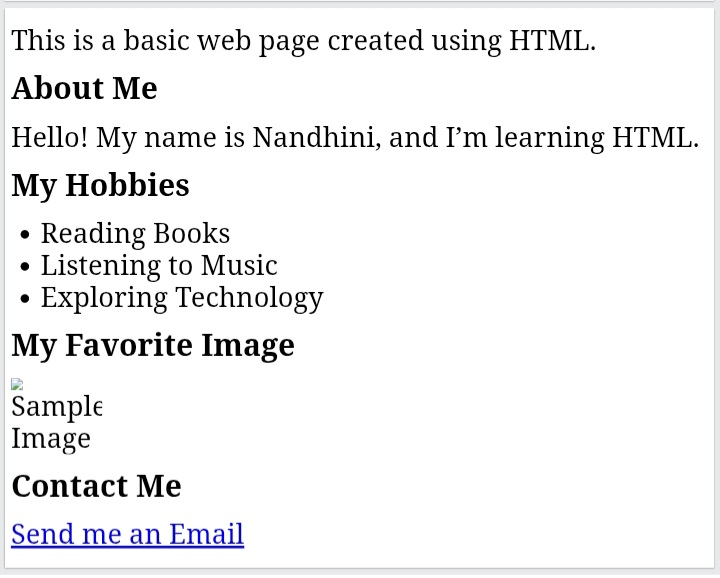 This is a basic web page created using HTML.
About Me
Hello! My name is Nandhini, and I’m learning HTML.
My Hobbies
• Reading Books
• Listening to Music
• Exploring Technology
My Favorite Image
Sample
Image
Contact Me
Send me an Email